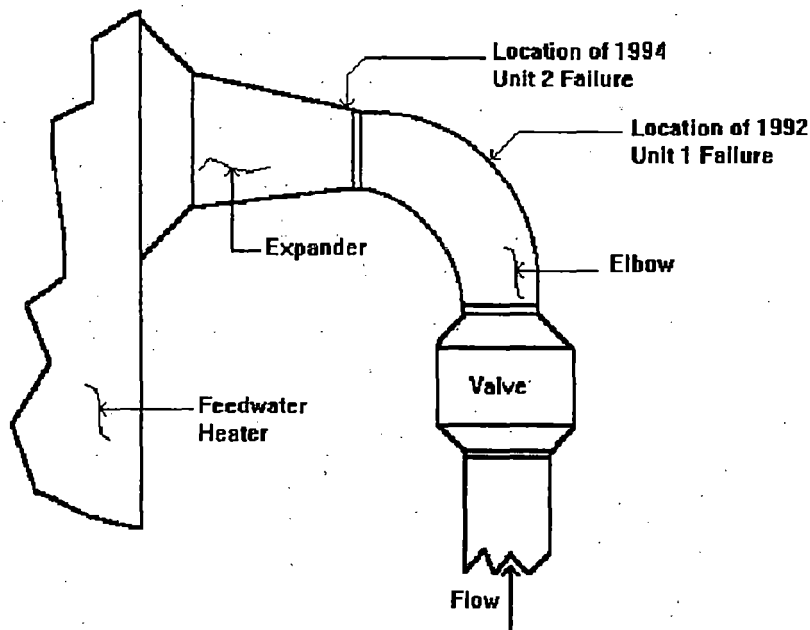 Location of 1994
Unit 2 Failure
Location of 1992
Unit 1 Failure
Expander
Elbow
Valve
Feedwater
Heater
Flow